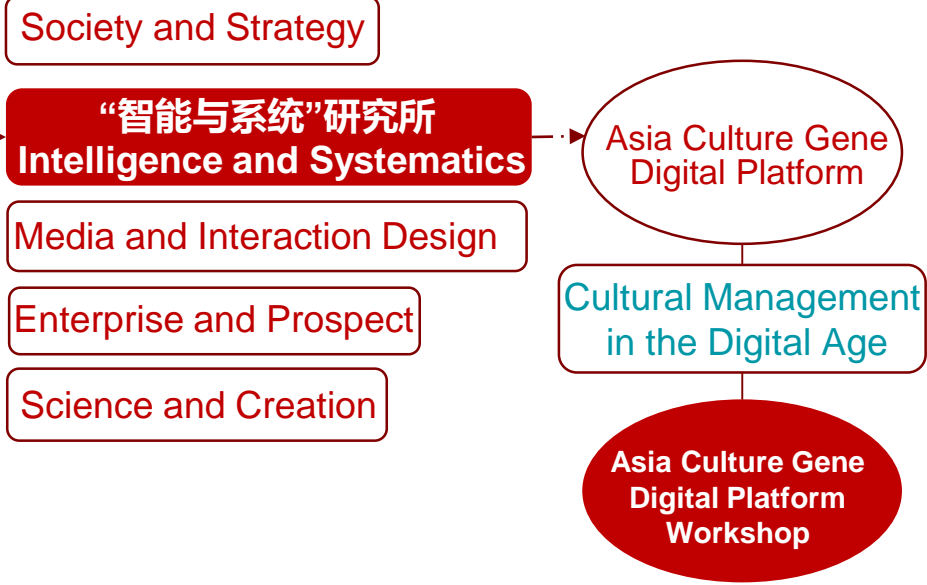 Society and Strategy
“智能与系统”研究所
Intelligence and Systematics
Media and Interaction Design
Enterprise and Prospect
Science and Creation
Asia Culture Gene
Digital Platform
Cultural Management
in the Digital Age
Asia Culture Gene
Digital Platform
Workshop